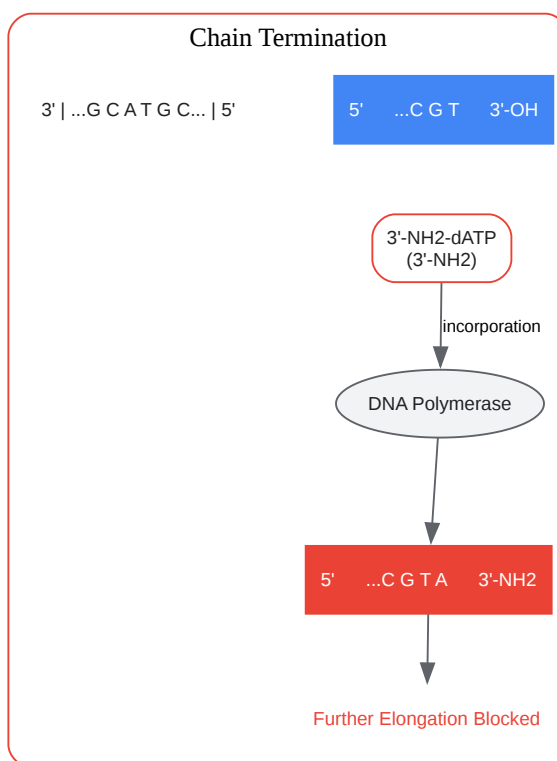 Chain Termination
3' | ...G C A T G C... | 5'
5' ...C G T 3'-OH
3'-NH2-dATP
(3'-NH2)
incorporation
DNA Polymerase
5' ...C G T A 3'-NH2
Further Elongation Blocked